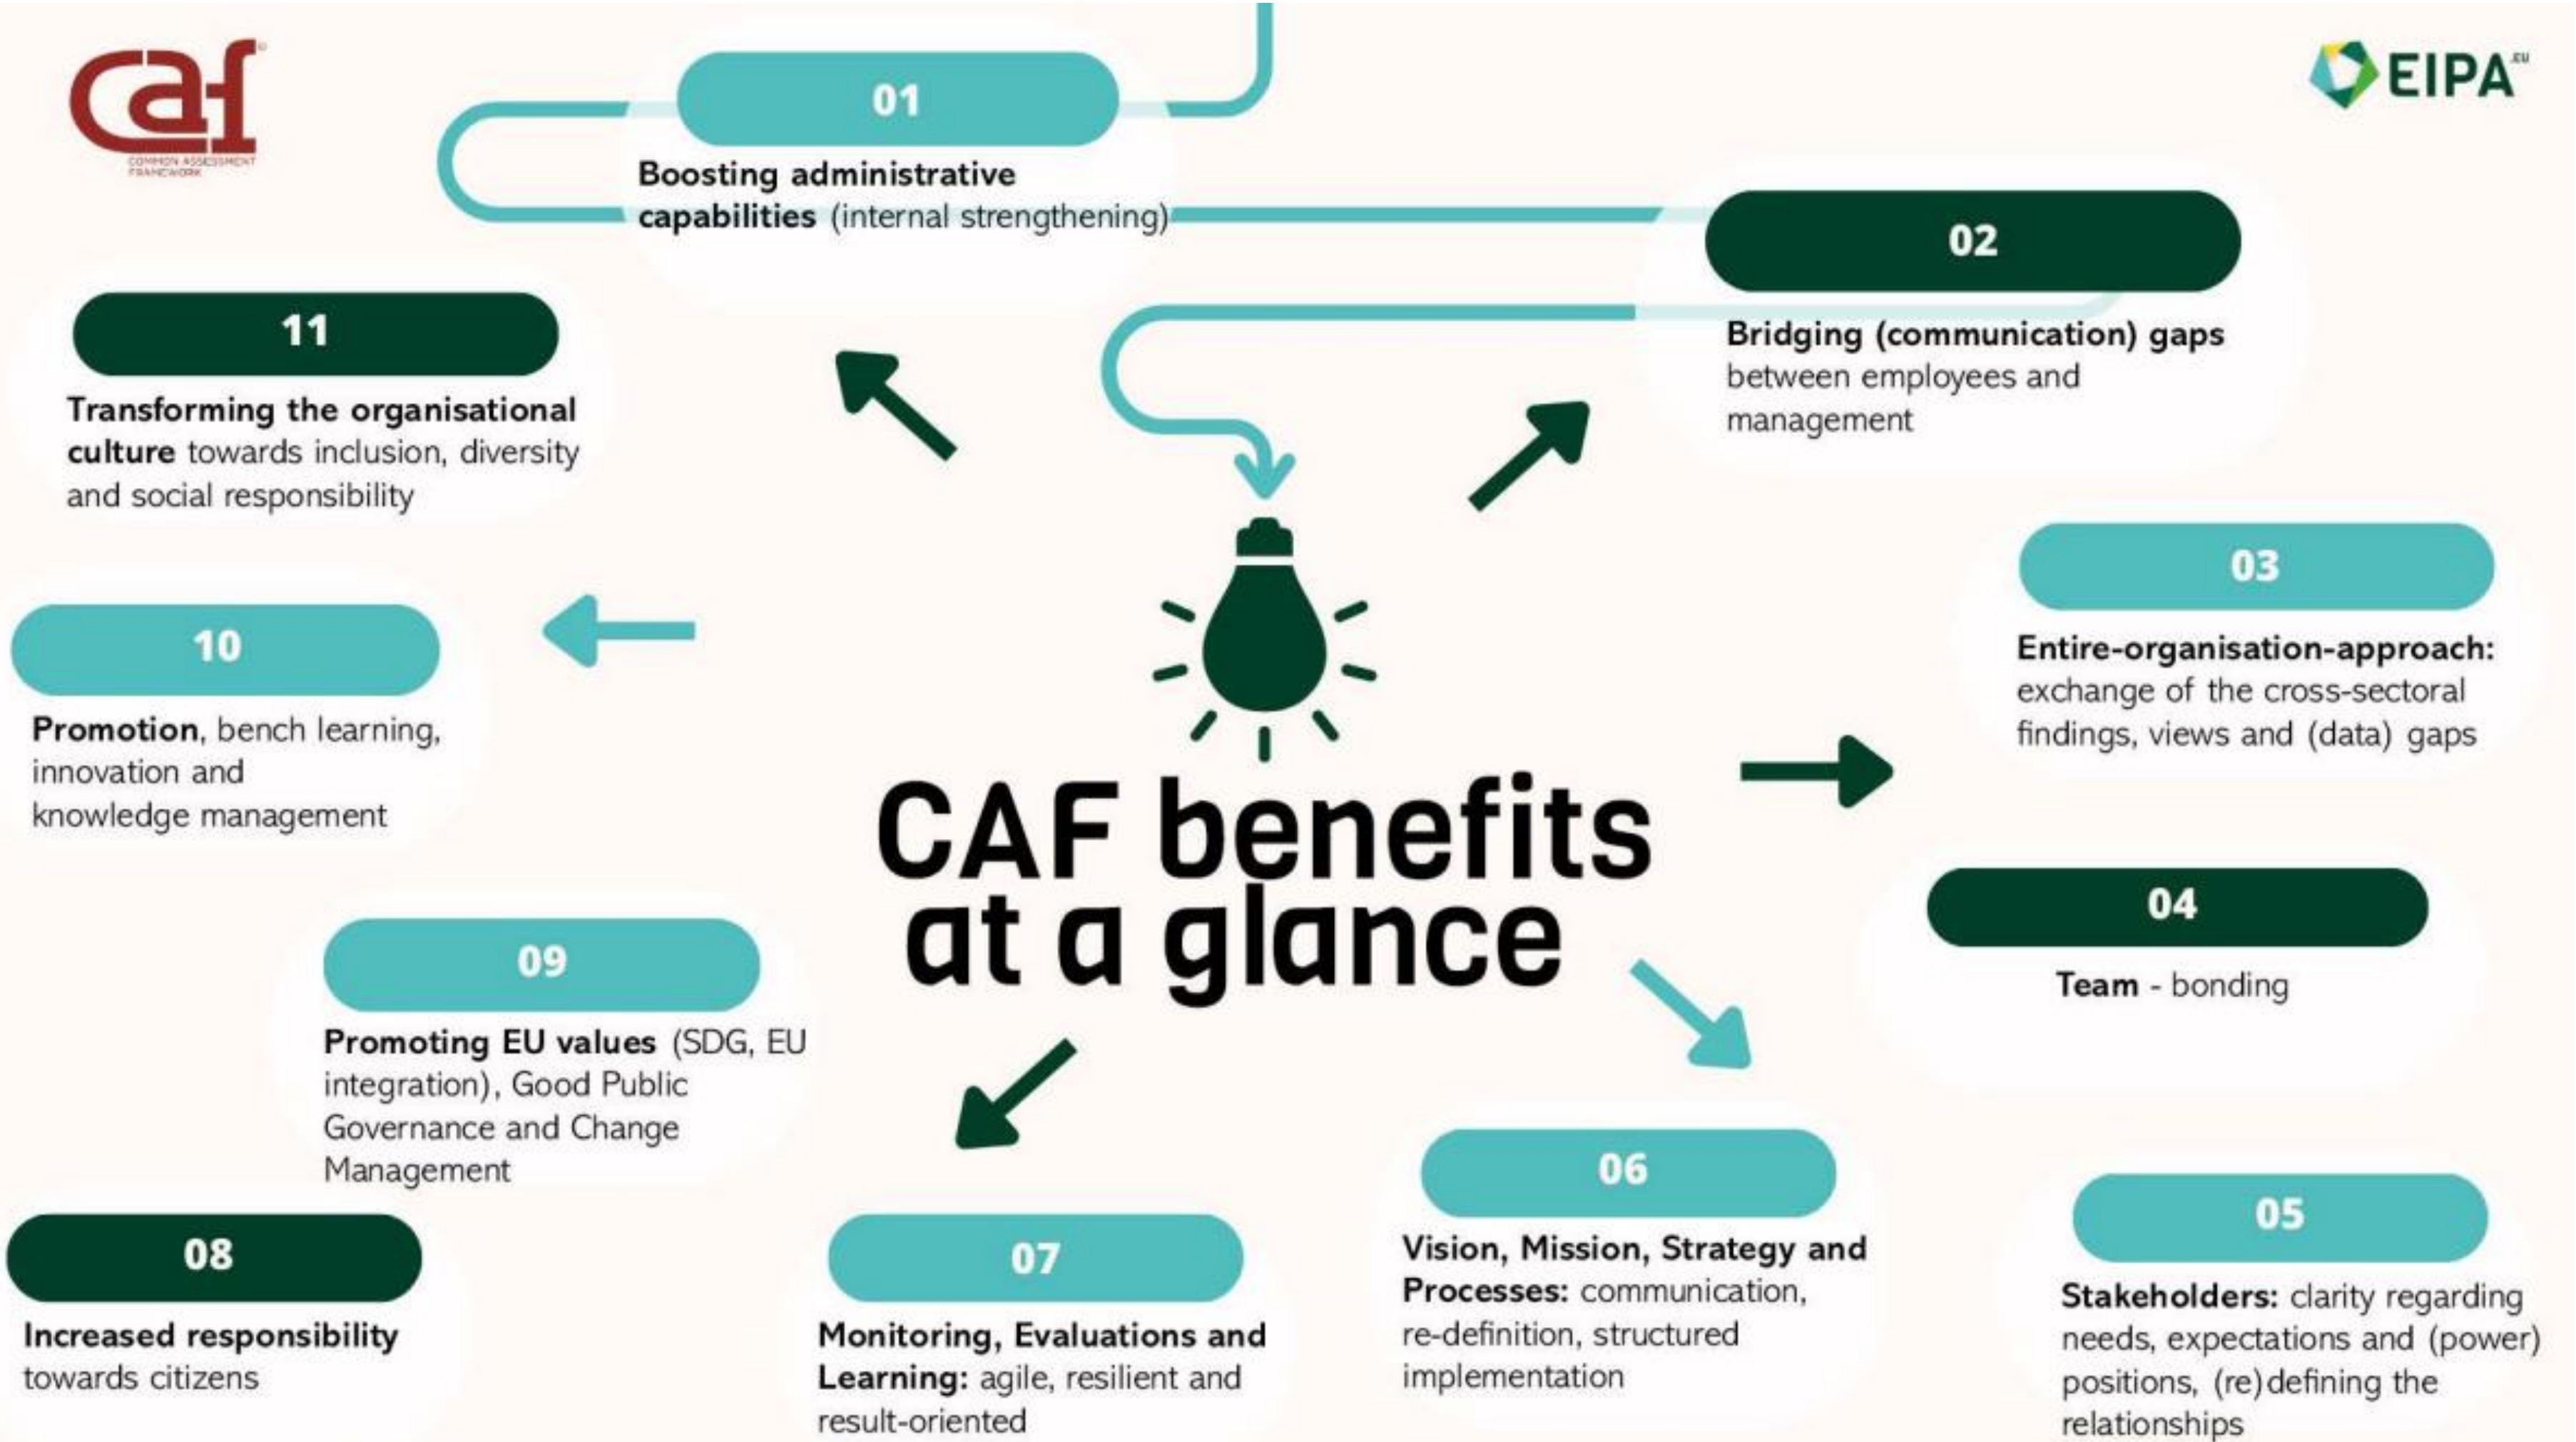 caf
COMMON ASSESSMENT
FRAMEWORK
EIPA.EU
01
Boosting administrative
capabilities (internal strengthening)
02
Bridging (communication) gaps
between employees and
management
03
Entire-organisation-approach:
exchange of the cross-sectoral
findings, views and (data) gaps
04
Team - bonding
05
Stakeholders: clarity regarding
needs, expectations and (power)
positions, (re)defining the
relationships
06
Vision, Mission, Strategy and
Processes: communication,
re-definition, structured
implementation
07
Monitoring, Evaluations and
Learning: agile, resilient and
result-oriented
08
Increased responsibility
towards citizens
09
Promoting EU values (SDG, EU
integration), Good Public
Governance and Change
Management
10
Promotion, bench learning,
innovation and
knowledge management
11
Transforming the organisational
culture towards inclusion, diversity
and social responsibility
CAF benefits
at a glance